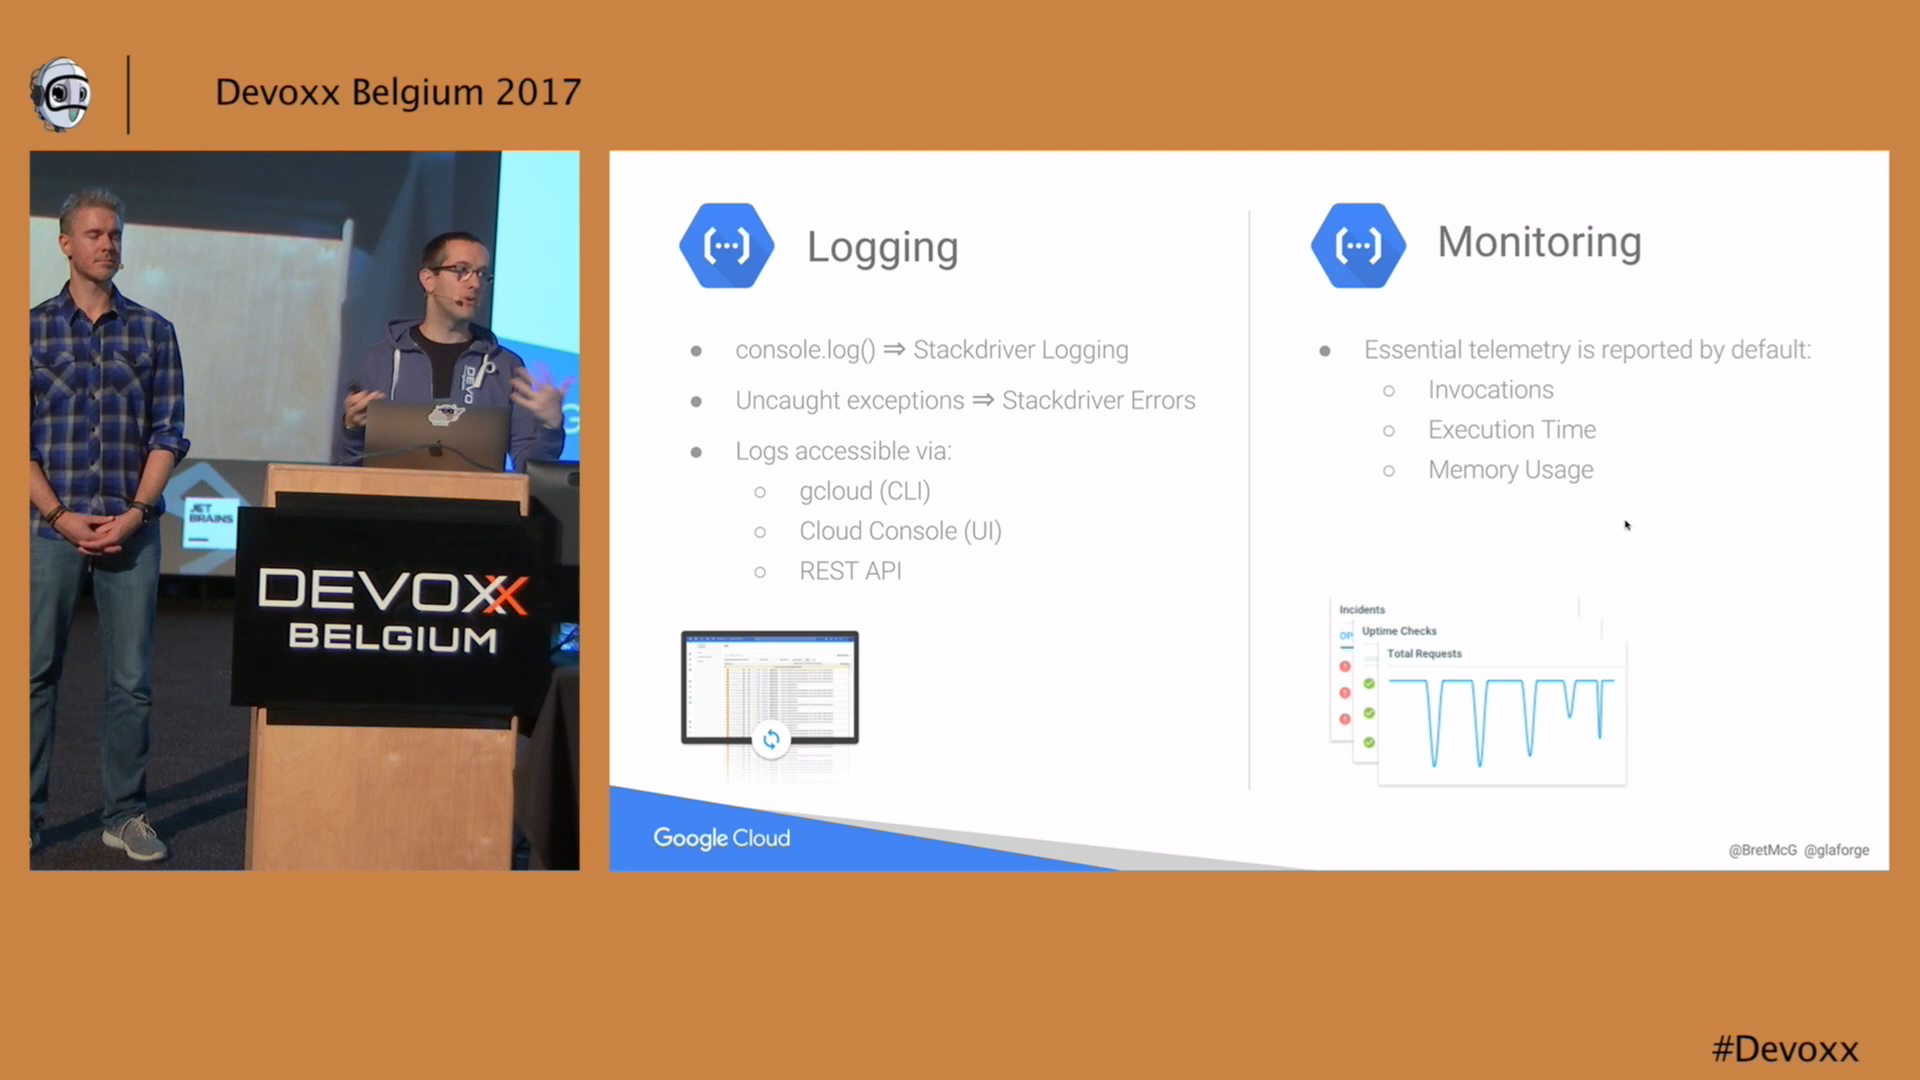 Devoxx Belgium 2017
JET
BRAINS
DEVOXX
BELGIUM
Logging
console.log() ⇒ Stackdriver Logging
Uncaught exceptions ⇒ Stackdriver Errors
Logs accessible via:
gcloud (CLI)
Cloud Console (UI)
REST API
Monitoring
Essential telemetry is reported by default:
Invocations
Execution Time
Memory Usage
Incidents
Uptime Checks
Total Requests
Google Cloud
@BretMcG @glaforge
#Devoxx